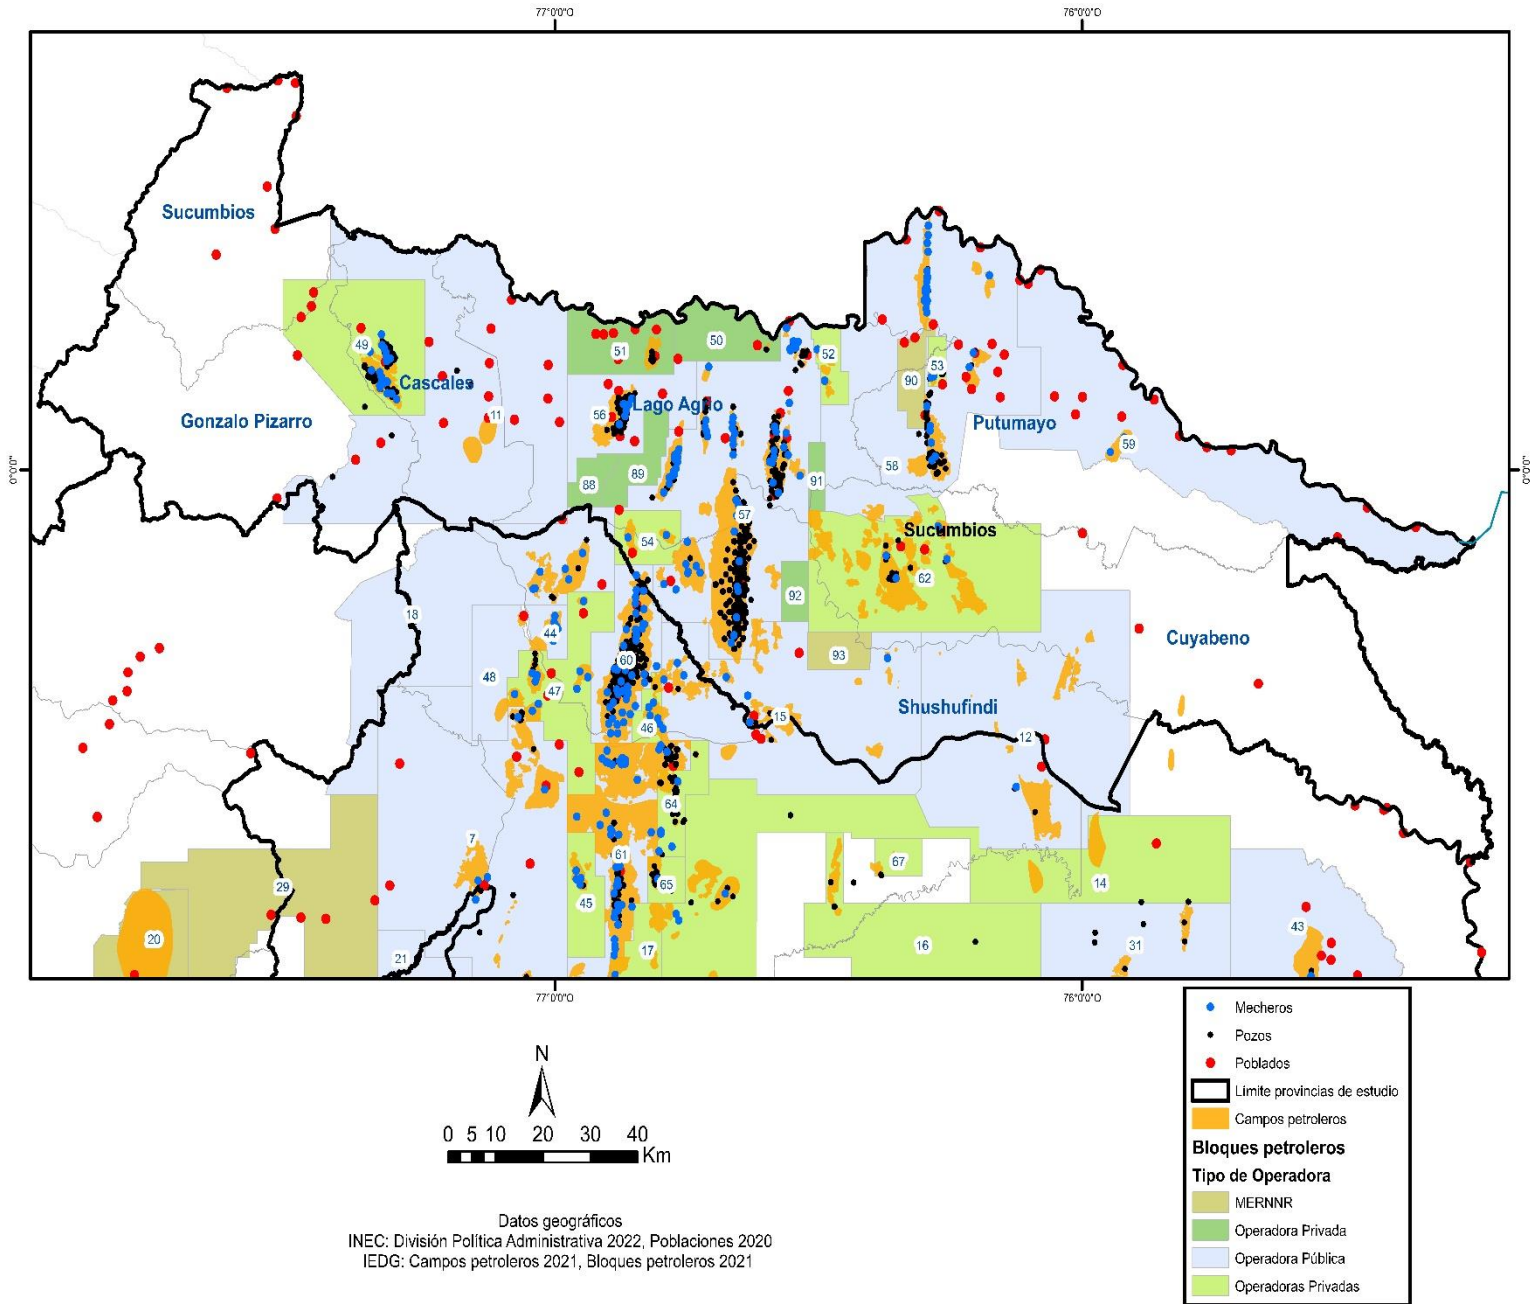 77°0'0"O
76°0'0"O
Sucumbios
50
51
52
49
53
90
Cascales
Lago Agrio
11
56
Gonzalo Pizarro
Putumayo
59
58
0°0'0"
0°0'0"
89
91
88
57
Sucumbios
54
62
92
18
44
Cuyabeno
60
93
48
47
Shushufindi
15
46
12
64
7
61
67
65
14
29
45
43
20
17
16
31
21
77°0'0"O
76°0'0"O
Mecheros
Pozos
Poblados
Límite provincias de estudio
Campos petroleros
Bloques petroleros
Tipo de Operadora
MERNNR
Operadora Privada
Operadora Pública
Operadoras Privadas
N
0 5 10 20 30 40
Km
Datos geográficos
INEC: División Política Administrativa 2022, Poblaciones 2020
IEDG: Campos petroleros 2021, Bloques petroleros 2021